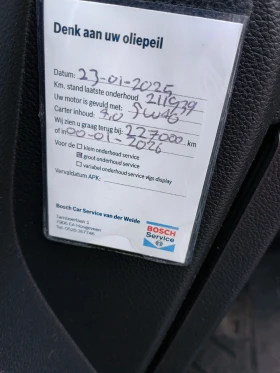 Denk aan uw oliepeil
Datum: 23-01-2025
Km. stand laatste onderhoud 211939
Uw motor is gevuld met: 5W40
Carter inhoud: 4.0
Wij zien u graag terug bij: 227000 km
of in 00-01-2026
Voor de
klein onderhoud service
groot onderhoud service
variabel onderhoud service vlgs display
Vervaldatum APK:
Bosch Car Service van der Weide
BOSCH
Service